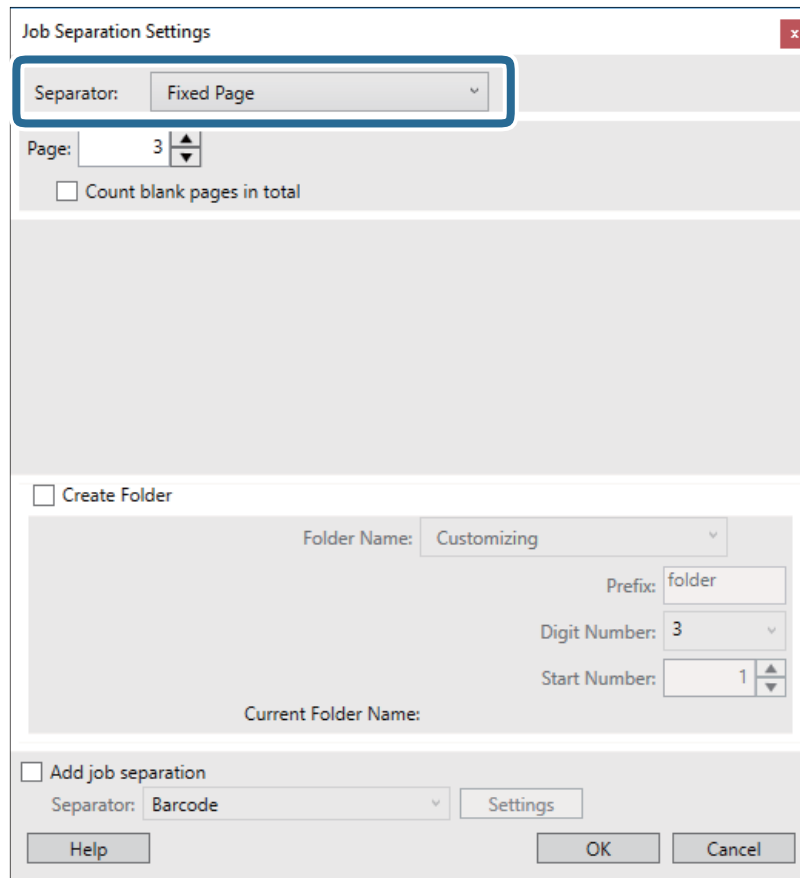 Job Separation Settings
x
Separator: Fixed Page
Page: 3
Count blank pages in total
Create Folder
Folder Name: Customizing
Prefix: folder
Digit Number: 3
Start Number: 1
Current Folder Name:
Add job separation
Separator: Barcode Settings
Help OK Cancel